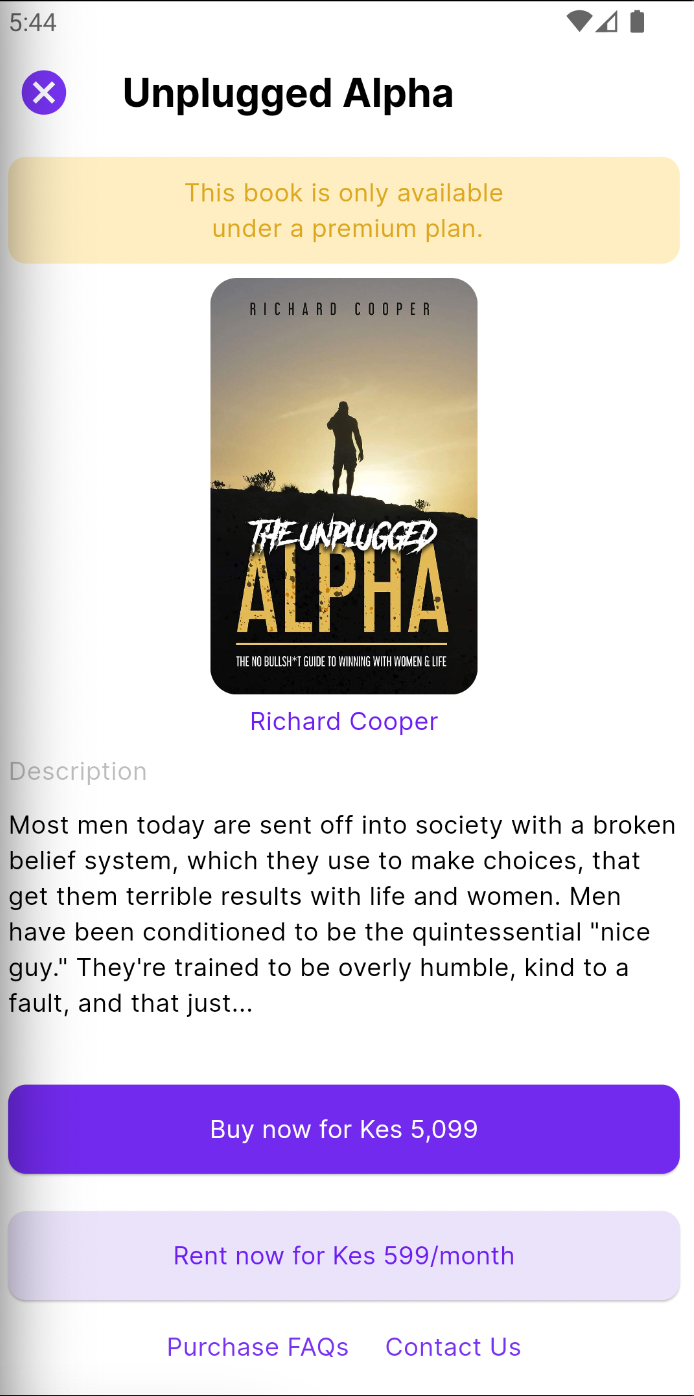 5:44
Unplugged Alpha
This book is only available
under a premium plan.
RICHARD COOPER
THE UNPLUGGED
ALPHA
THE NO BULLSH*T GUIDE TO WINNING WITH WOMEN & LIFE
Richard Cooper
Description
Most men today are sent off into society with a broken
belief system, which they use to make choices, that
get them terrible results with life and women. Men
have been conditioned to be the quintessential "nice
guy." They're trained to be overly humble, kind to a
fault, and that just...
Buy now for Kes 5,099
Rent now for Kes 599/month
Purchase FAQs Contact Us